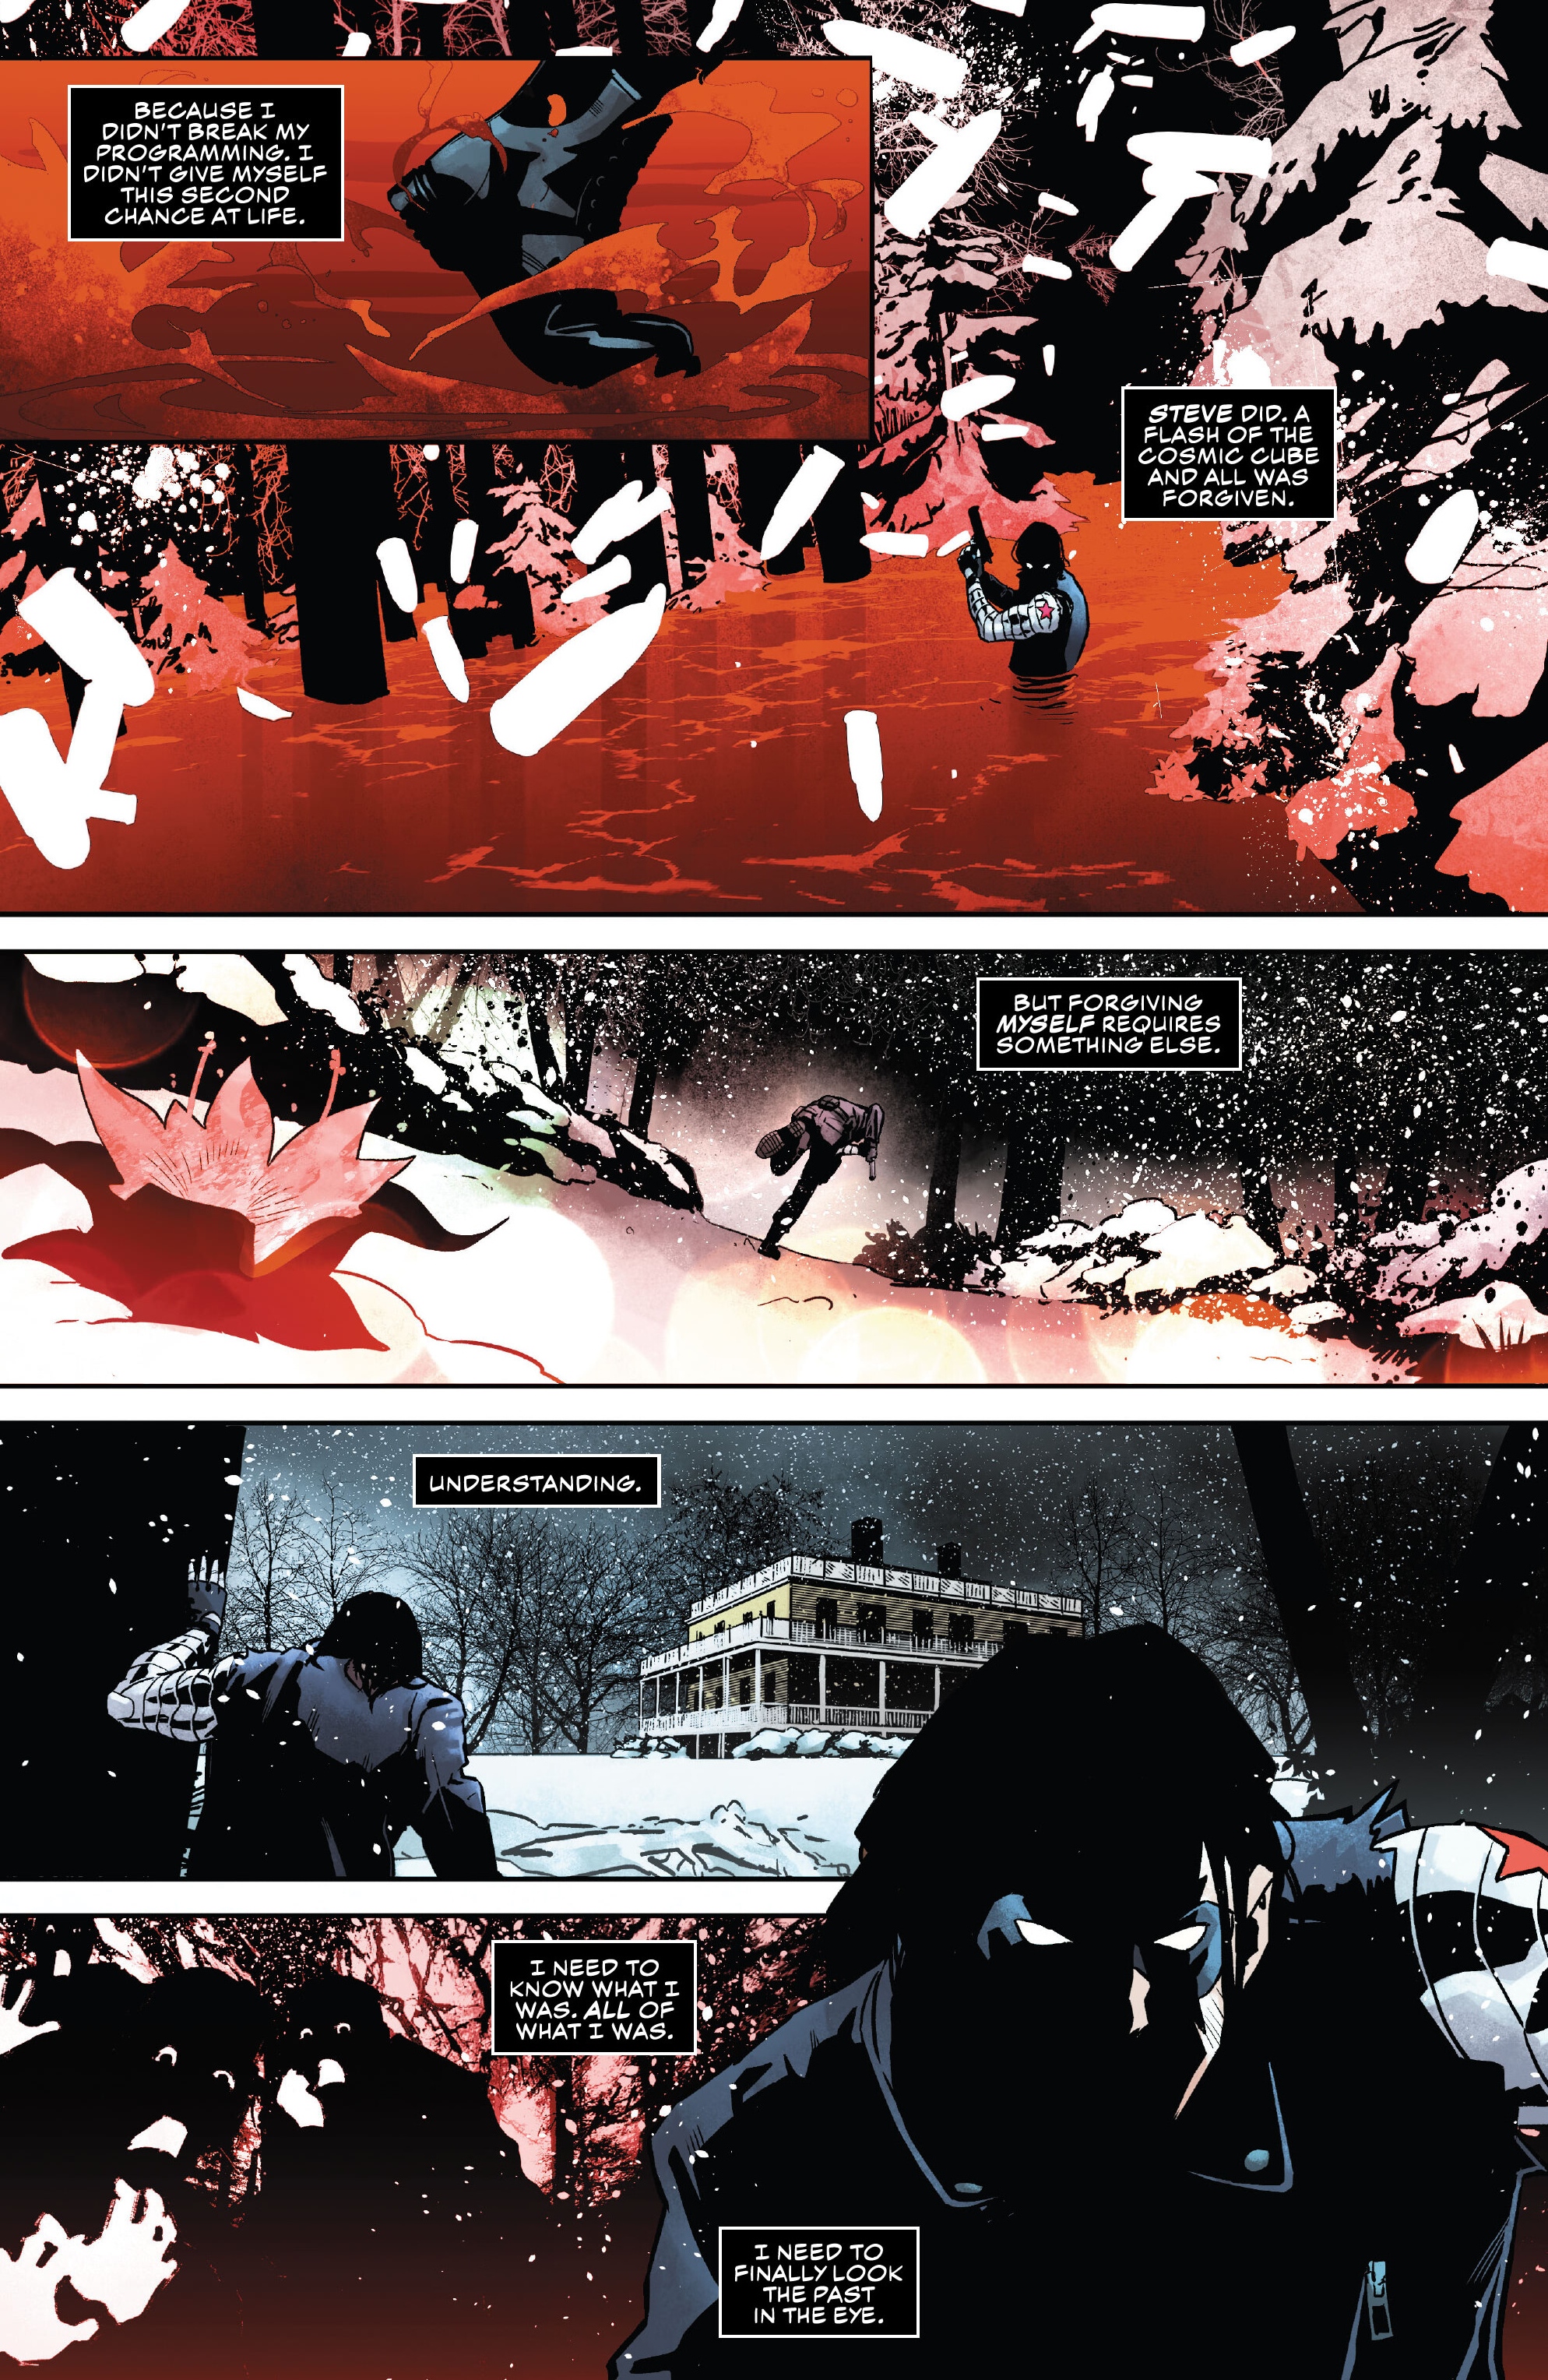 BECAUSE I
DIDN'T BREAK MY
PROGRAMMING. I
DIDN'T GIVE MYSELF
THIS SECOND
CHANCE AT LIFE.
STEVE DID. A
FLASH OF THE
COSMIC CUBE
AND ALL WAS
FORGIVEN.
BUT FORGIVING
MYSELF REQUIRES
SOMETHING ELSE.
UNDERSTANDING.
I NEED TO
KNOW WHAT I
WAS. ALL OF
WHAT I WAS.
I NEED TO
FINALLY LOOK
THE PAST
IN THE EYE.